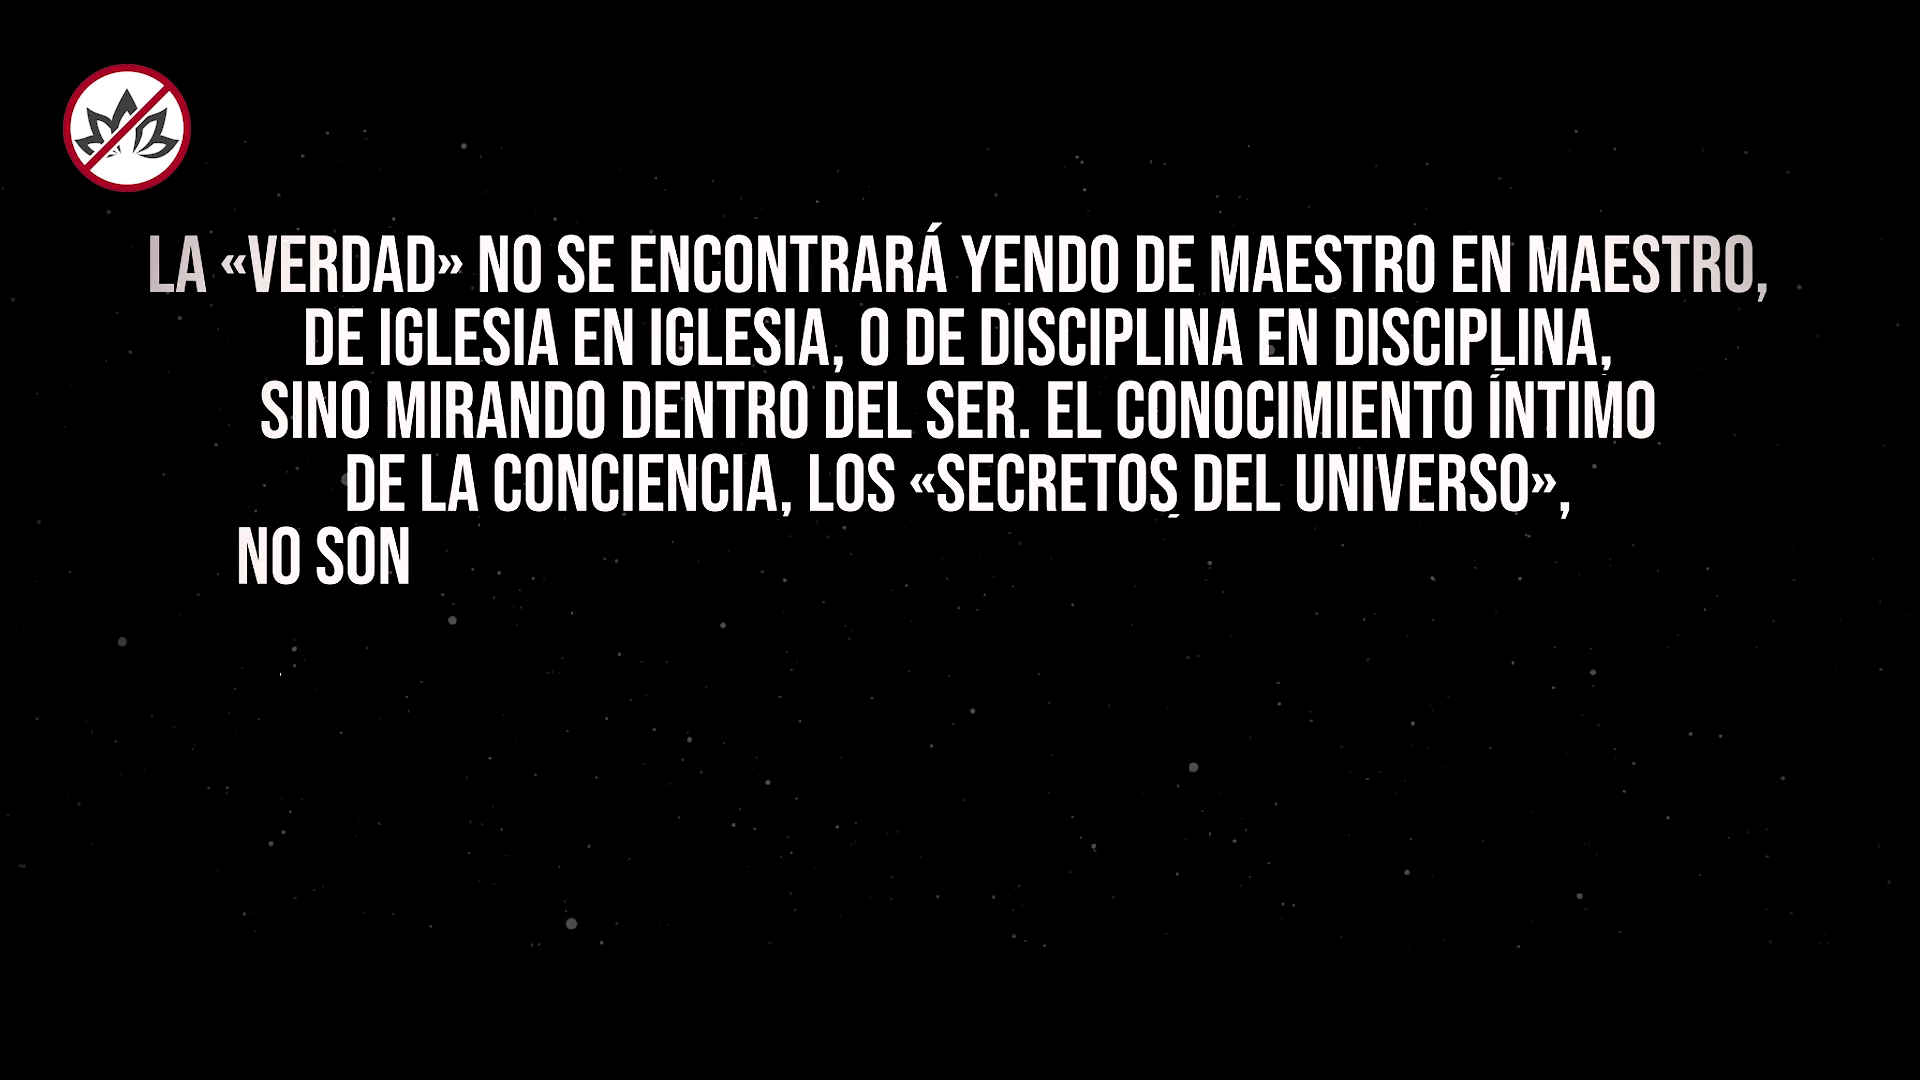 LA «VERDAD» NO SE ENCONTRARÁ YENDO DE MAESTRO EN MAESTRO,
DE IGLESIA EN IGLESIA, O DE DISCIPLINA EN DISCIPLINA,
SINO MIRANDO DENTRO DEL SER. EL CONOCIMIENTO ÍNTIMO
DE LA CONCIENCIA, LOS «SECRETOS DEL UNIVERSO»,
NO SON